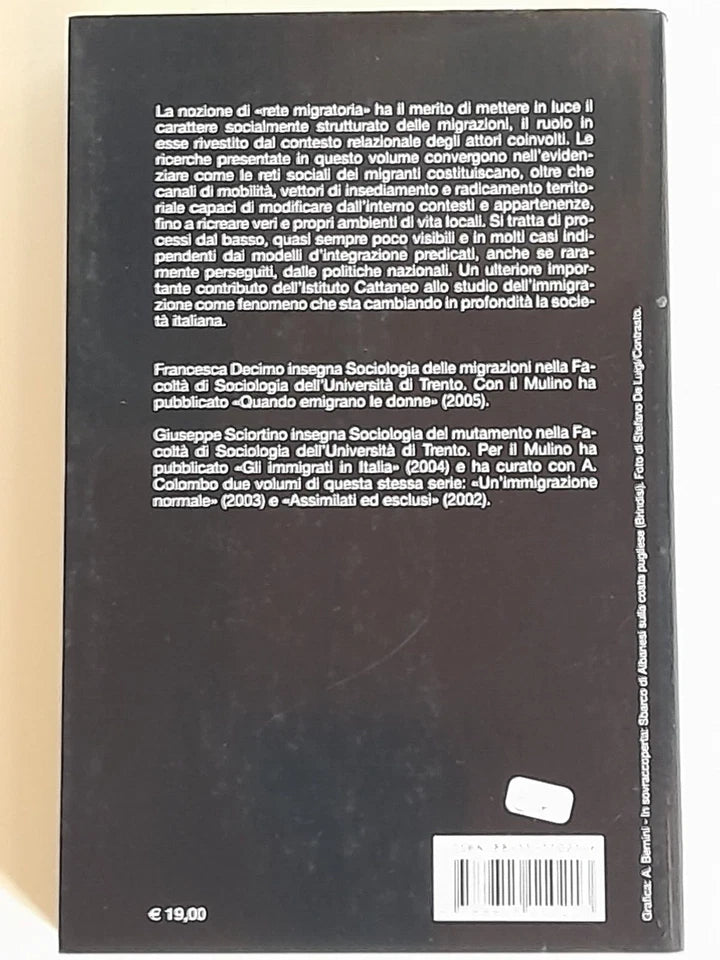 La nozione di «rete migratoria» ha il merito di mettere in luce il
carattere socialmente strutturato delle migrazioni, il ruolo in
esse rivestito dal contesto relazionale degli attori coinvolti. Le
ricerche presentate in questo volume convergono nell'eviden-
ziare come le reti sociali dei migranti costituiscano, oltre che
canali di mobilità, vettori di insediamento e radicamento territo-
riale capaci di modificare dall'interno contesti e appartenenze,
fino a ricreare veri e propri ambienti di vita locali. Si tratta di pro-
cessi dal basso, quasi sempre poco visibili e in molti casi indi-
pendenti dai modelli d'integrazione predicati, anche se rara-
mente perseguiti, dalle politiche nazionali. Un ulteriore impor-
tante contributo dell'Istituto Cattaneo allo studio dell'immigra-
zione come fenomeno che sta cambiando in profondità la socie-
tà italiana.
Francesca Decimo insegna Sociologia delle migrazioni nella Fa-
coltà di Sociologia dell'Università di Trento. Con il Mulino ha
pubblicato «Quando emigrano le donne» (2005).
Giuseppe Sciortino insegna Sociologia del mutamento nella Fa-
coltà di Sociologia dell'Università di Trento. Per il Mulino ha
pubblicato «Gli immigrati in Italia» (2004) e ha curato con A.
Colombo due volumi di questa stessa serie: «Un'immigrazione
normale» (2003) e «Assimilati ed esclusi» (2002).
Grafica: A. Bernini - In sovraccoperta: Sbarco di Albanesi sulla costa pugliese (Brindisi). Foto di Stefano De Luigi/Contrasto.
ISBN
€ 19,00